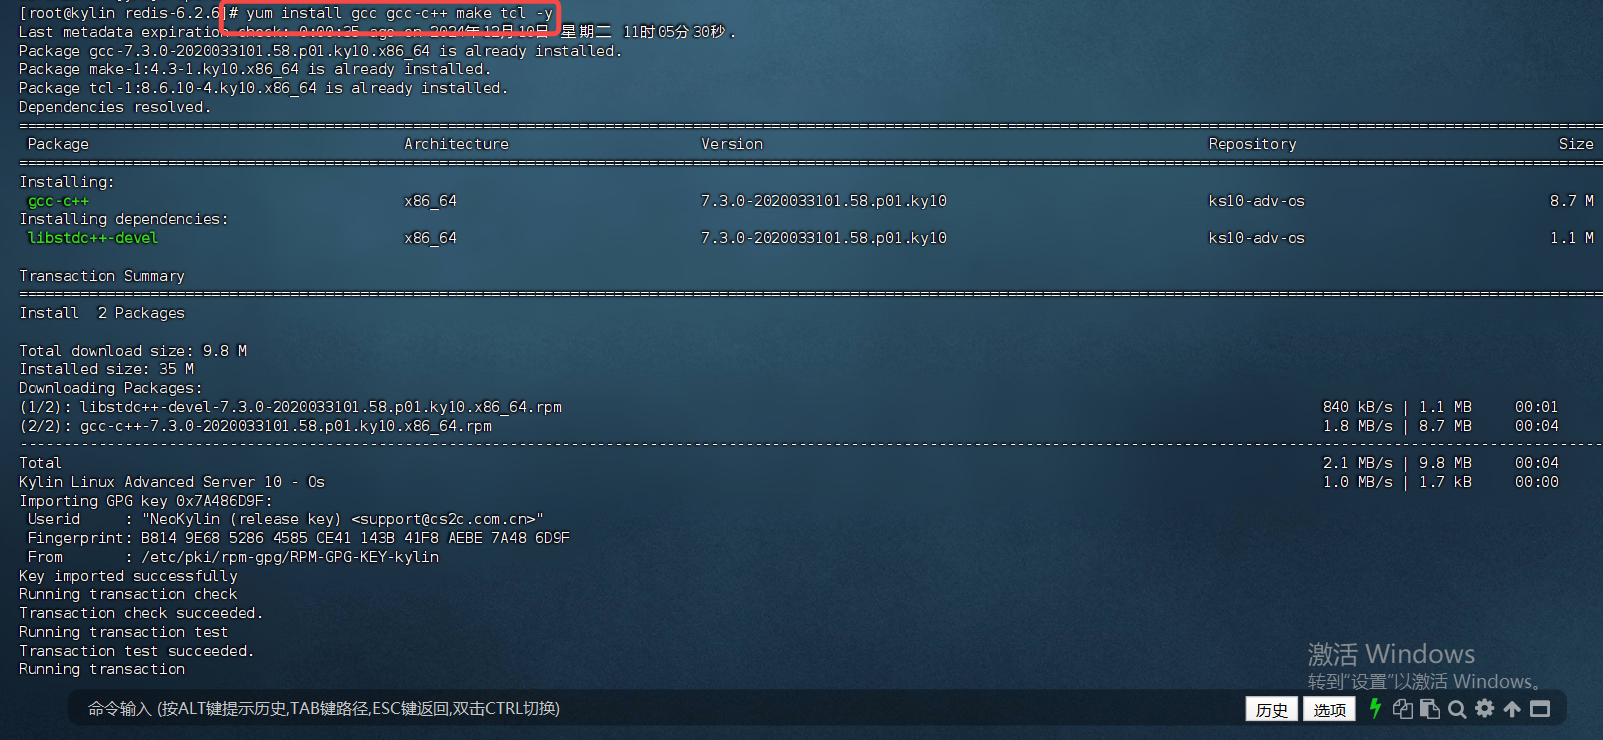 [root@kylin redis-6.2.6]# yum install gcc gcc-c++ make tcl -y
Last metadata expiration check: 0:00:35 ago on 2024年12月10日 星期二 11时05分30秒.
Package gcc-7.3.0-2020033101.58.p01.ky10.x86_64 is already installed.
Package make-1:4.3-1.ky10.x86_64 is already installed.
Package tcl-1:8.6.10-4.ky10.x86_64 is already installed.
Dependencies resolved.
Package Architecture Version Repository Size
Installing:
gcc-c++ x86_64 7.3.0-2020033101.58.p01.ky10 ks10-adv-os 8.7 M
Installing dependencies:
libstdc++-devel x86_64 7.3.0-2020033101.58.p01.ky10 ks10-adv-os 1.1 M
Transaction Summary
Install 2 Packages
Total download size: 9.8 M
Installed size: 35 M
Downloading Packages:
(1/2): libstdc++-devel-7.3.0-2020033101.58.p01.ky10.x86_64.rpm 840 kB/s | 1.1 MB 00:01
(2/2): gcc-c++-7.3.0-2020033101.58.p01.ky10.x86_64.rpm 1.8 MB/s | 8.7 MB 00:04
Total 2.1 MB/s | 9.8 MB 00:04
Kylin Linux Advanced Server 10 - Os 1.0 MB/s | 1.7 kB 00:00
Importing GPG key 0x7A486D9F:
Userid : "NeoKylin (release key) <support@cs2c.com.cn>"
Fingerprint: B814 9E68 5286 4585 CE41 143B 41F8 AEBE 7A48 6D9F
From : /etc/pki/rpm-gpg/RPM-GPG-KEY-kylin
Key imported successfully
Running transaction check
Transaction check succeeded.
Running transaction test
Transaction test succeeded.
Running transaction
激活 Windows
转到“设置”以激活 Windows。
命令输入 (按ALT键提示历史,TAB键路径,ESC键返回,双击CTRL切换)
历史 选项